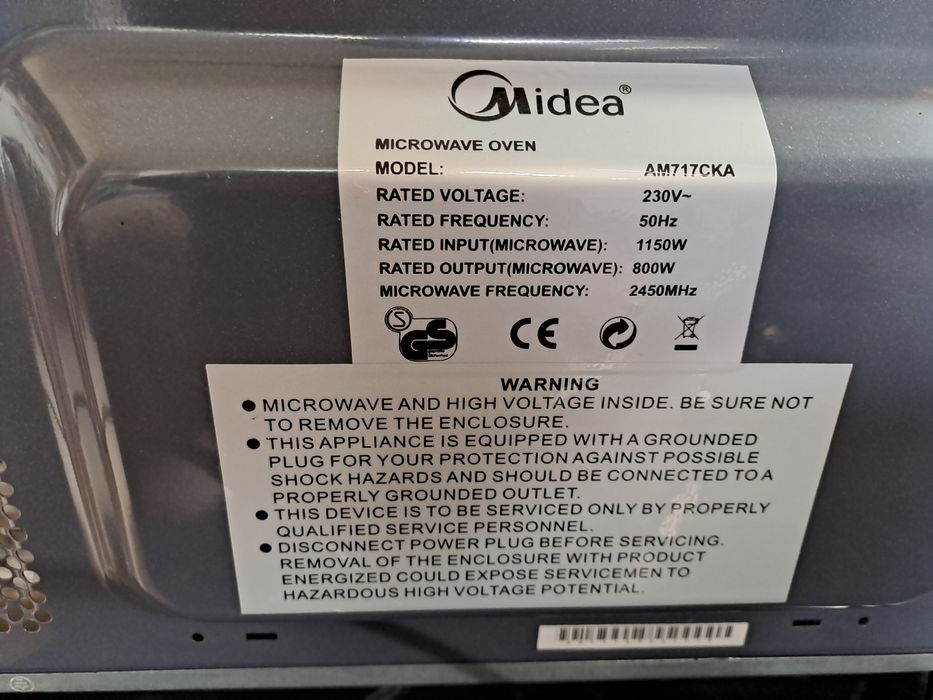 Midea®
MICROWAVE OVEN
MODEL: AM717CKA
RATED VOLTAGE: 230V~
RATED FREQUENCY: 50Hz
RATED INPUT(MICROWAVE): 1150W
RATED OUTPUT(MICROWAVE): 800W
MICROWAVE FREQUENCY: 2450MHz
S GS CE
WARNING
● MICROWAVE AND HIGH VOLTAGE INSIDE. BE SURE NOT
TO REMOVE THE ENCLOSURE.
● THIS APPLIANCE IS EQUIPPED WITH A GROUNDED
PLUG FOR YOUR PROTECTION AGAINST POSSIBLE
SHOCK HAZARDS AND SHOULD BE CONNECTED TO A
PROPERLY GROUNDED OUTLET.
● THIS DEVICE IS TO BE SERVICED ONLY BY PROPERLY
QUALIFIED SERVICE PERSONNEL.
● DISCONNECT POWER PLUG BEFORE SERVICING.
REMOVAL OF THE ENCLOSURE WITH PRODUCT
ENERGIZED COULD EXPOSE SERVICEMEN TO
HAZARDOUS HIGH VOLTAGE POTENTIAL.